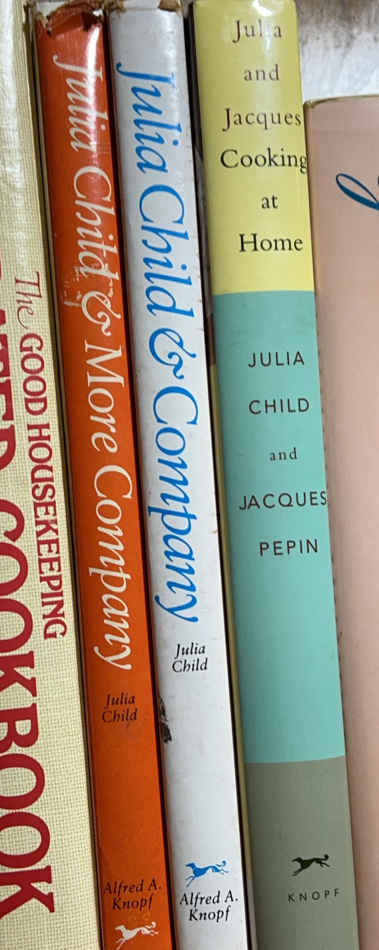 The GOOD HOUSEKEEPING
COOKBOOK
Julia Child & More Company
Julia
Child
Alfred A.
Knopf
Julia Child & Company
Julia
Child
Alfred A.
Knopf
Julia
and
Jacques
Cooking
at
Home
JULIA
CHILD
and
JACQUES
PEPIN
KNOPF